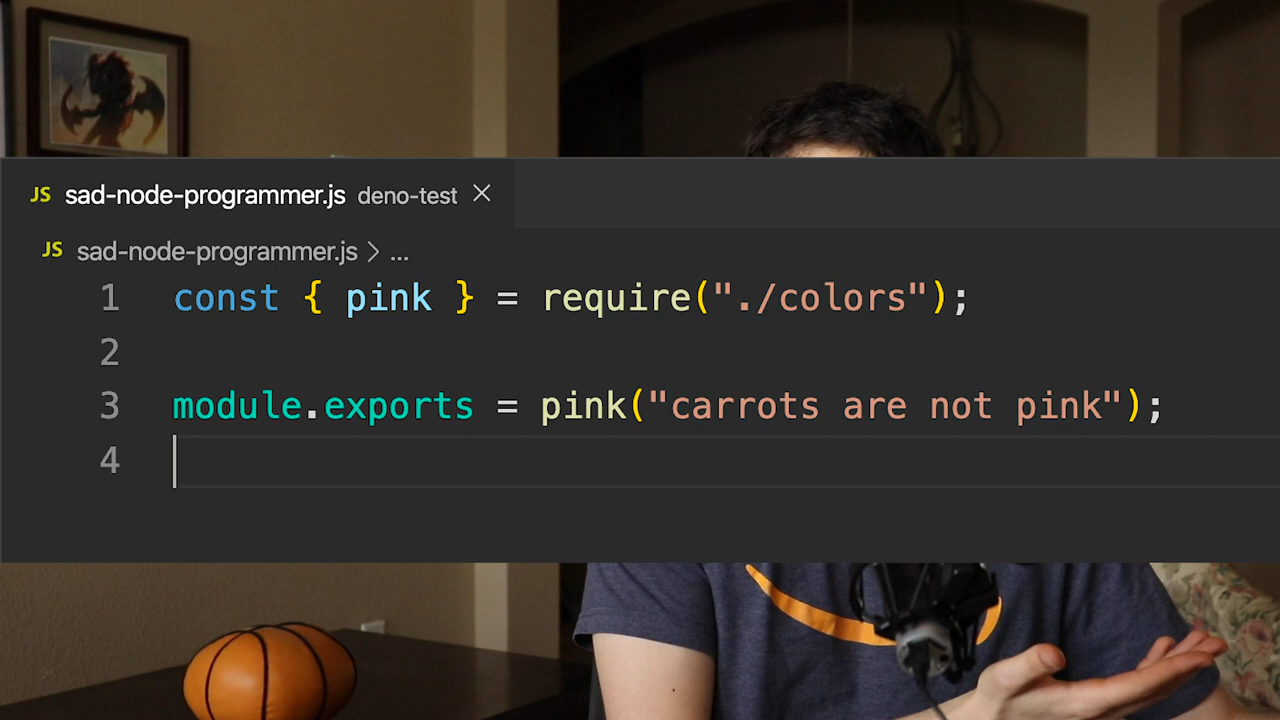 JS sad-node-programmer.js deno-test ×
JS sad-node-programmer.js > ...
1 const { pink } = require("./colors");
2
3 module.exports = pink("carrots are not pink");
4